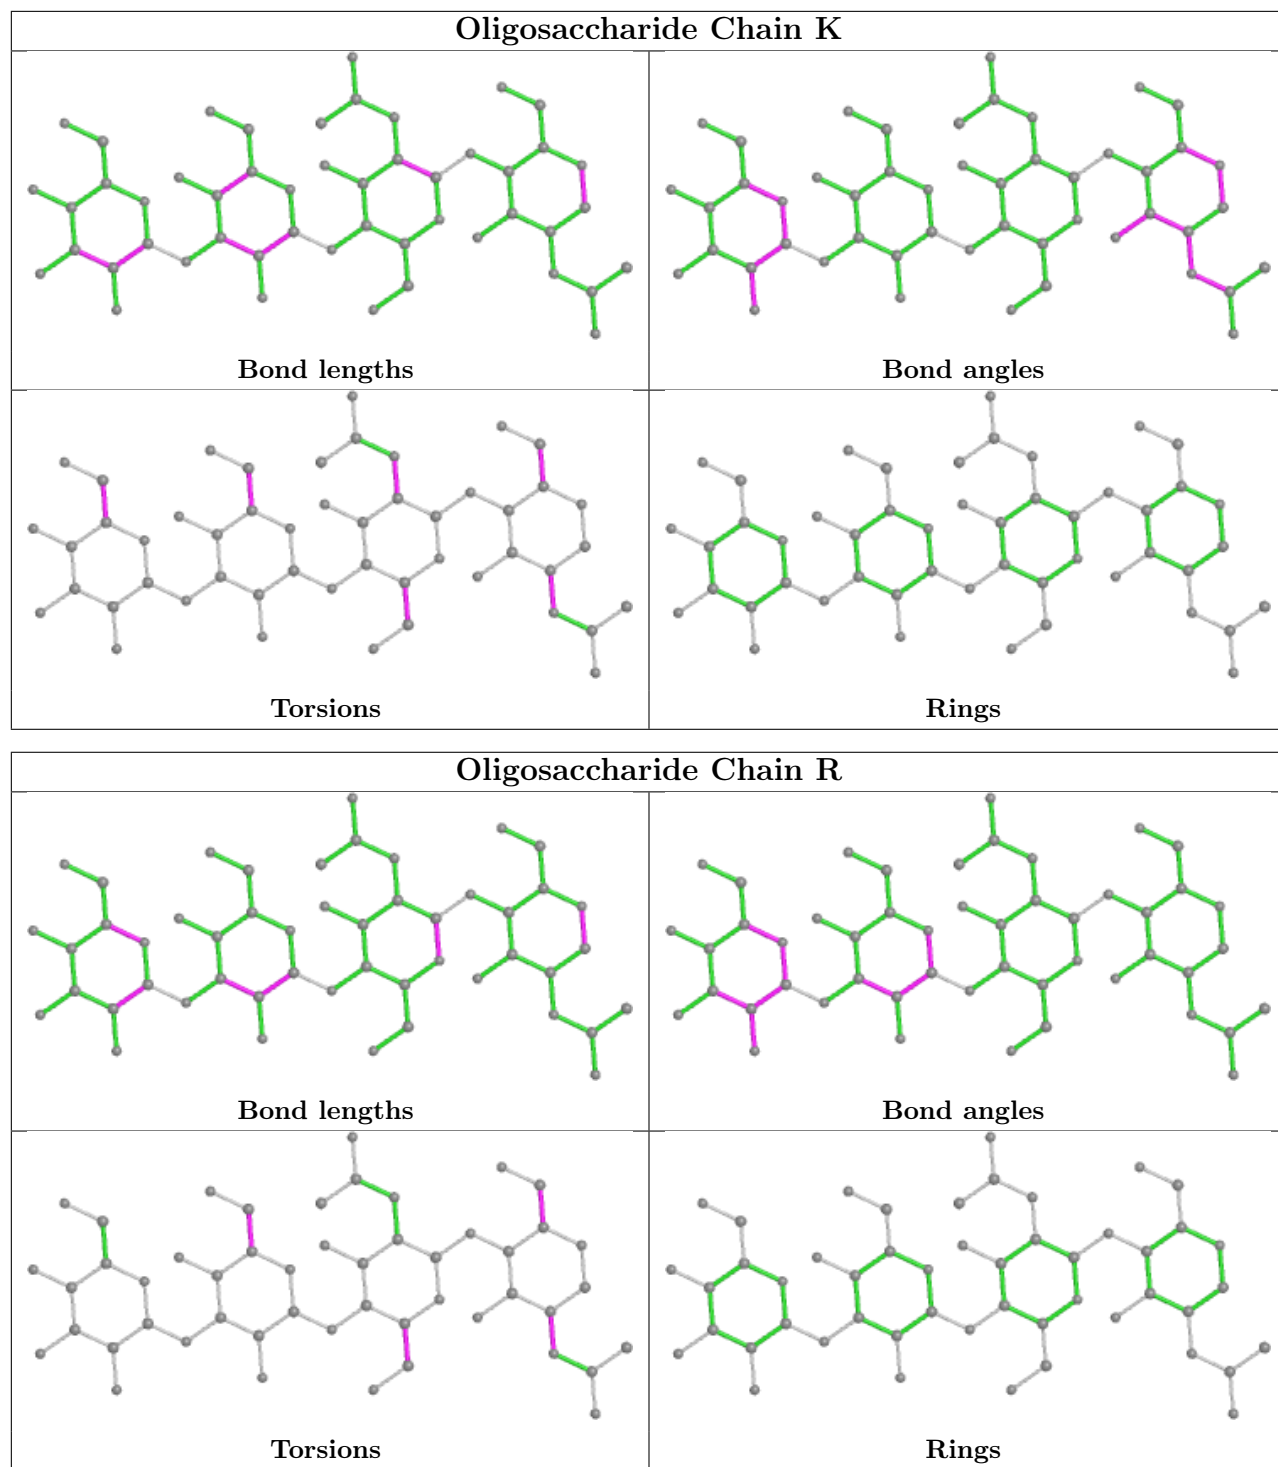 Oligosaccharide Chain K
Bond lengths
Bond angles
Torsions
Rings
Oligosaccharide Chain R
Bond lengths
Bond angles
Torsions
Rings